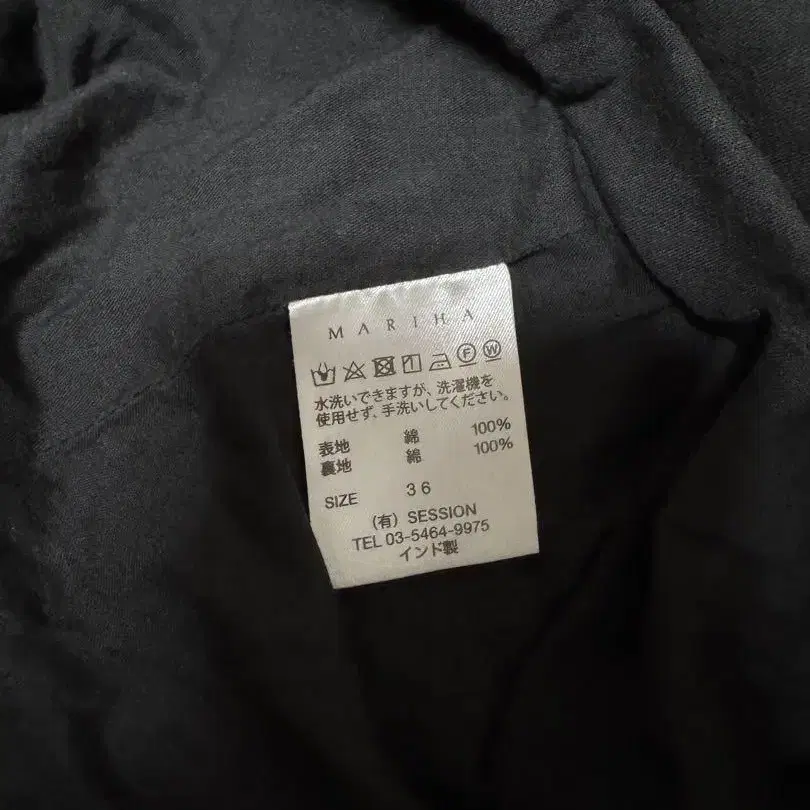 MARIHA
F W
水洗いできますが、洗濯機を
使用せず、手洗いしてください。
表地 綿 100%
裏地 綿 100%
SIZE 36
(有) SESSION
TEL 03-5464-9975
インド製